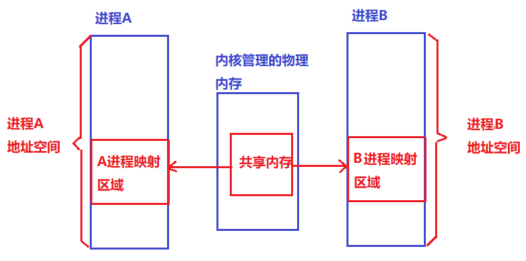 进程A
进程B
内核管理的物理
内存
进程A
地址空间
A进程映射
区域
共享内存
B进程映射
区域
进程B
地址空间